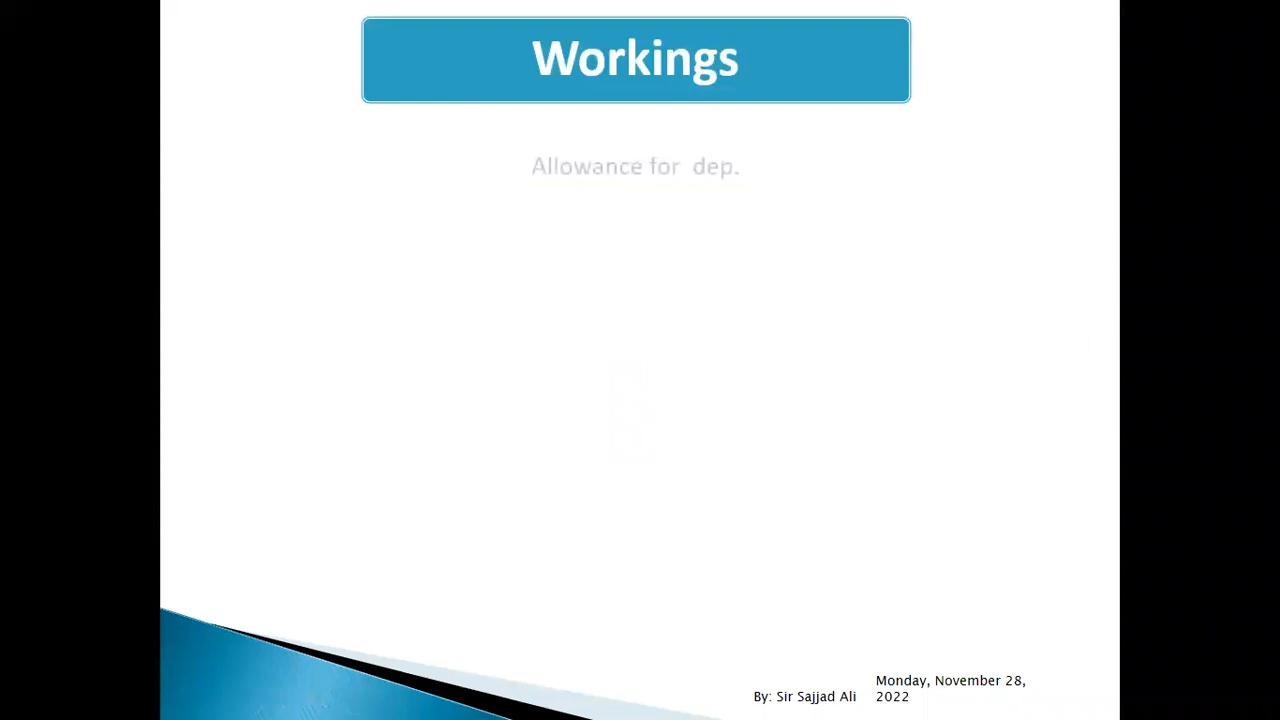 Workings
Allowance for dep.
Monday, November 28,
By: Sir Sajjad Ali 2022